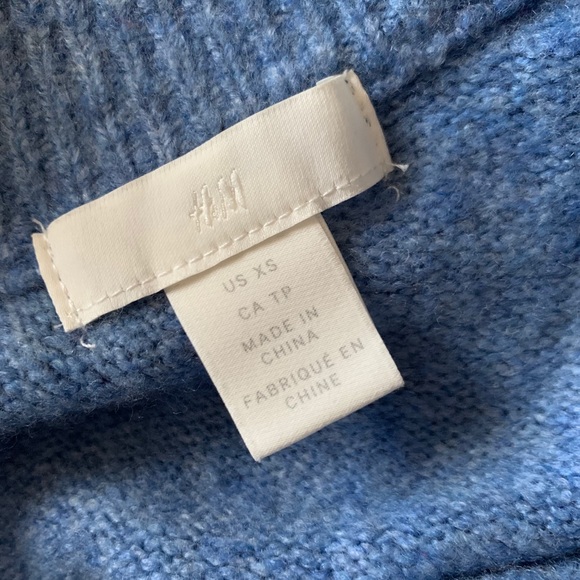 H&M
US XS
CA TP
MADE IN
CHINA
FABRIQUÉ EN
CHINE